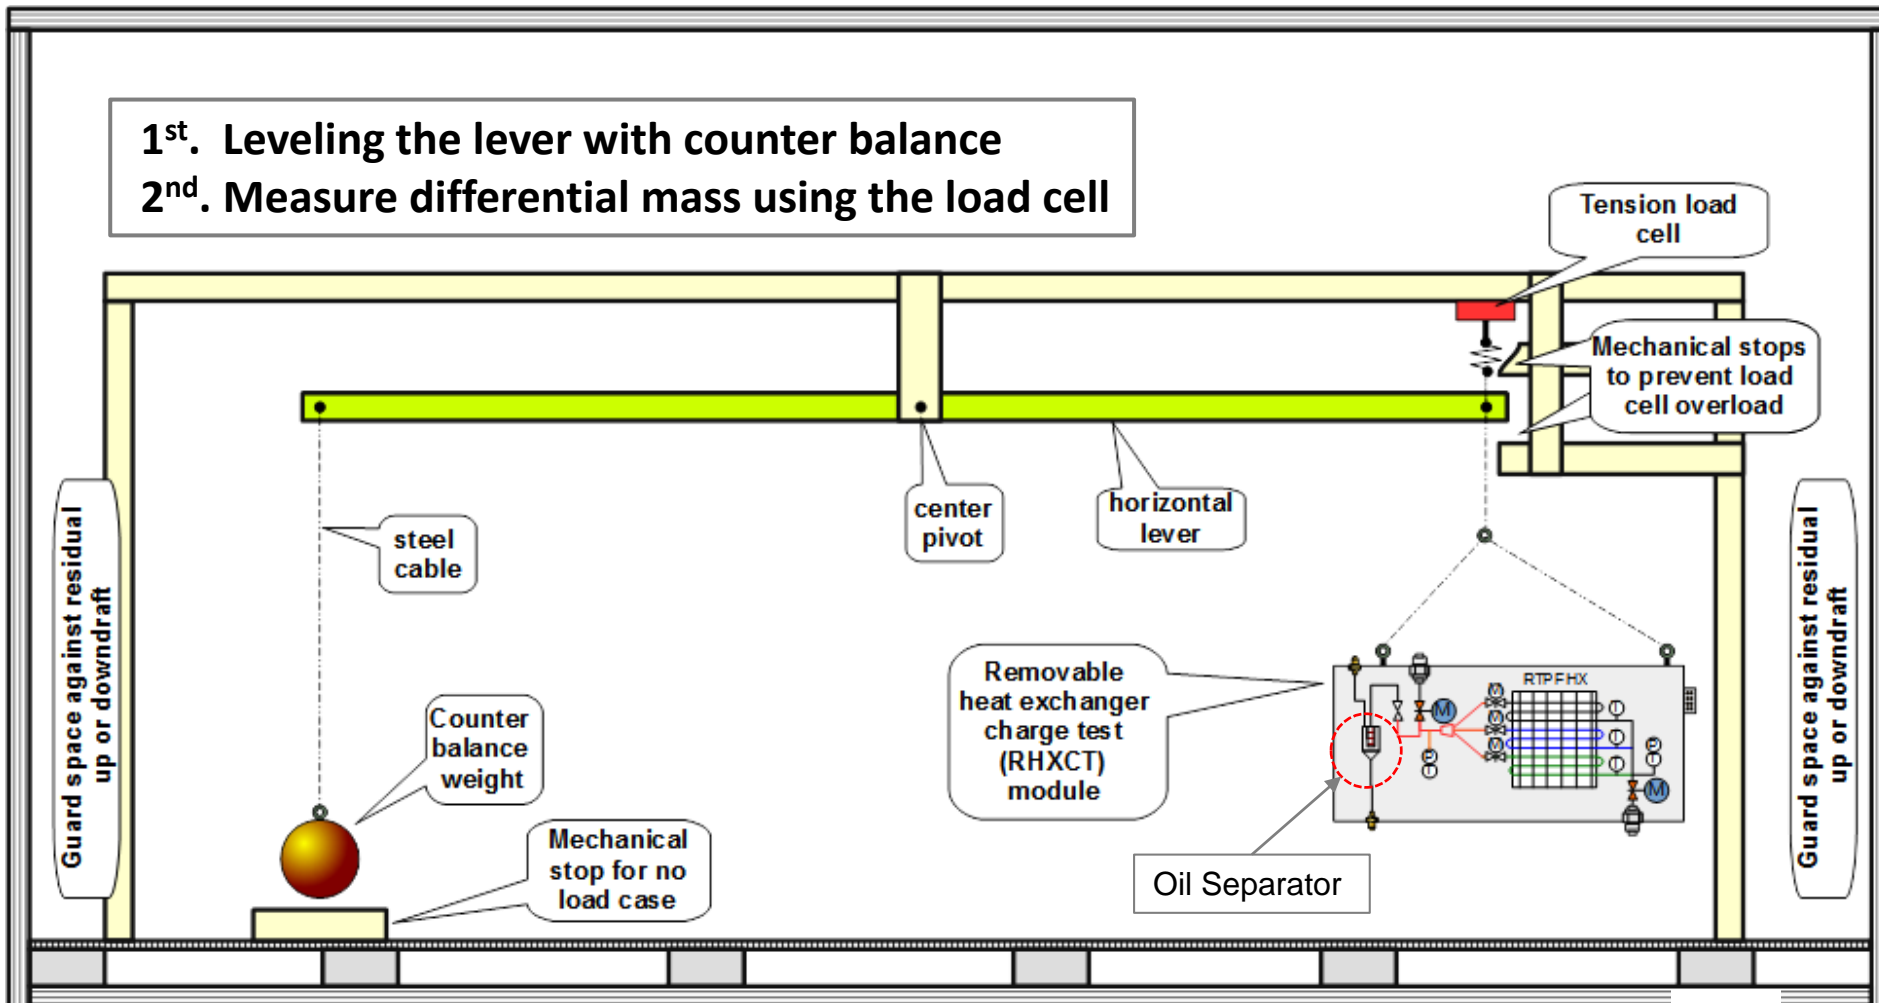 1st. Leveling the lever with counter balance
2nd. Measure differential mass using the load cell
Tension load
cell
Mechanical stops
to prevent load
cell overload
center
pivot
horizontal
lever
steel
cable
Guard space against residual
up or downdraft
Guard space against residual
up or downdraft
Removable
heat exchanger
charge test
(RHXCT)
module
RTPFHX
M
M
M
M
M
T
T
T
P
T
P
T
Counter
balance
weight
Mechanical
stop for no
load case
Oil Separator